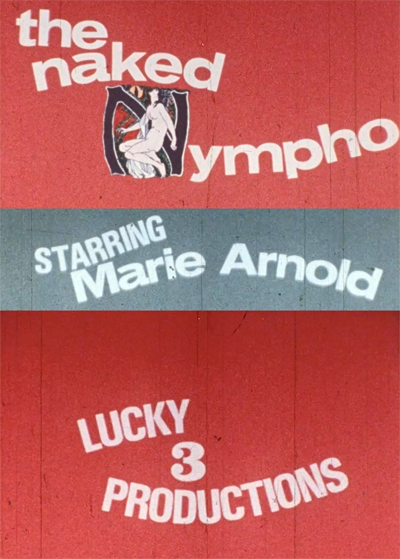 the
naked
Nympho
STARRING
Marie Arnold
LUCKY
3
PRODUCTIONS